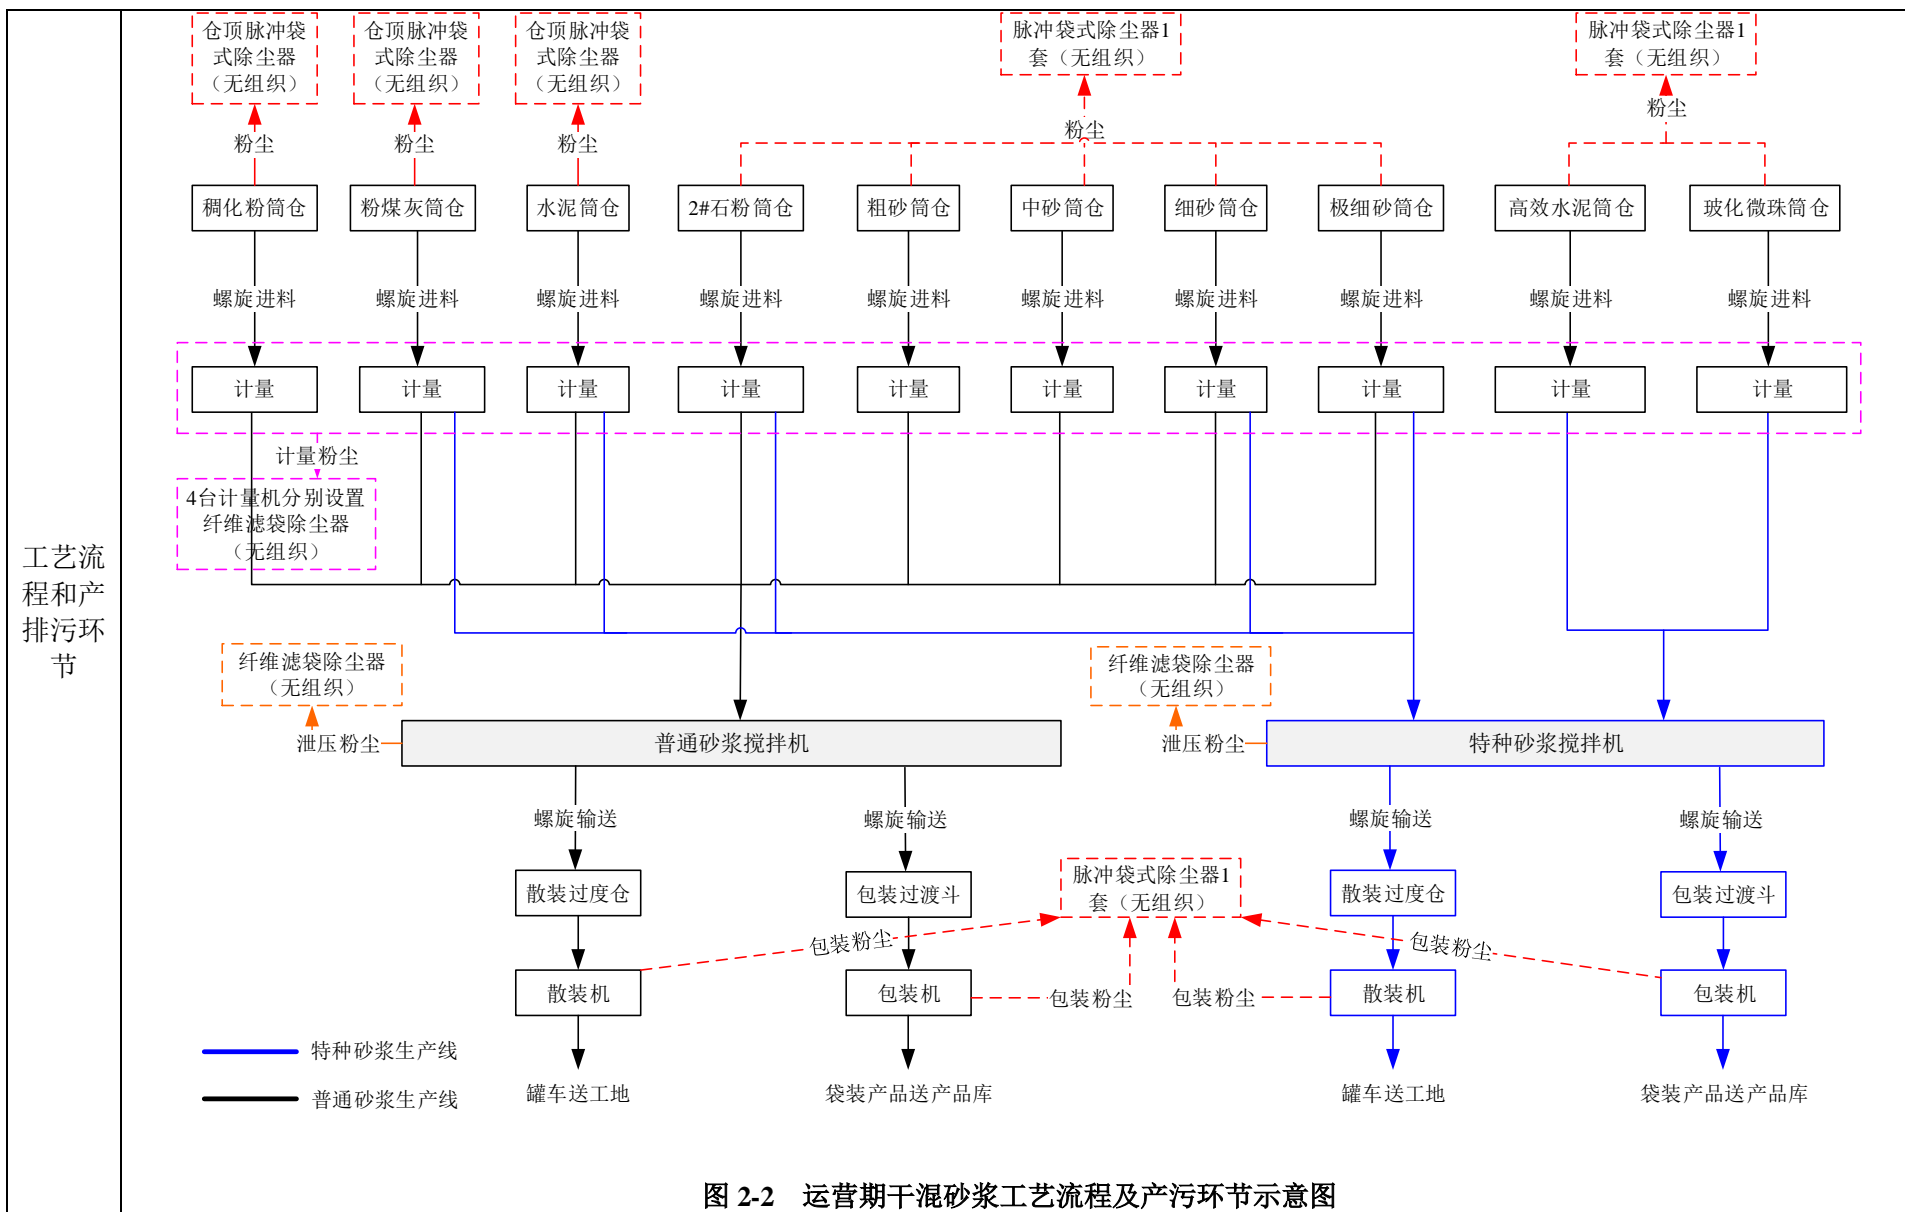 仓顶脉冲袋
式除尘器
（无组织）
仓顶脉冲袋
式除尘器
（无组织）
仓顶脉冲袋
式除尘器
（无组织）
脉冲袋式除尘器1
套（无组织）
脉冲袋式除尘器1
套（无组织）
粉尘
粉尘
粉尘
粉尘
粉尘
稠化粉筒仓
粉煤灰筒仓
水泥筒仓
2#石粉筒仓
粗砂筒仓
中砂筒仓
细砂筒仓
极细砂筒仓
高效水泥筒仓
玻化微珠筒仓
螺旋进料
螺旋进料
螺旋进料
螺旋进料
螺旋进料
螺旋进料
螺旋进料
螺旋进料
螺旋进料
螺旋进料
计量
计量
计量
计量
计量
计量
计量
计量
计量
计量
计量粉尘
4台计量机分别设置
纤维滤袋除尘器
（无组织）
工艺流
程和产
排污环
节
纤维滤袋除尘器
（无组织）
纤维滤袋除尘器
（无组织）
泄压粉尘
普通砂浆搅拌机
泄压粉尘
特种砂浆搅拌机
螺旋输送
螺旋输送
螺旋输送
螺旋输送
散装过度仓
包装过渡斗
脉冲袋式除尘器1
套（无组织）
散装过度仓
包装过渡斗
包装粉尘
包装粉尘
散装机
包装机
包装粉尘
包装粉尘
散装机
包装机
特种砂浆生产线
普通砂浆生产线
罐车送工地
袋装产品送产品库
罐车送工地
袋装产品送产品库
图 2-2 运营期干混砂浆工艺流程及产污环节示意图